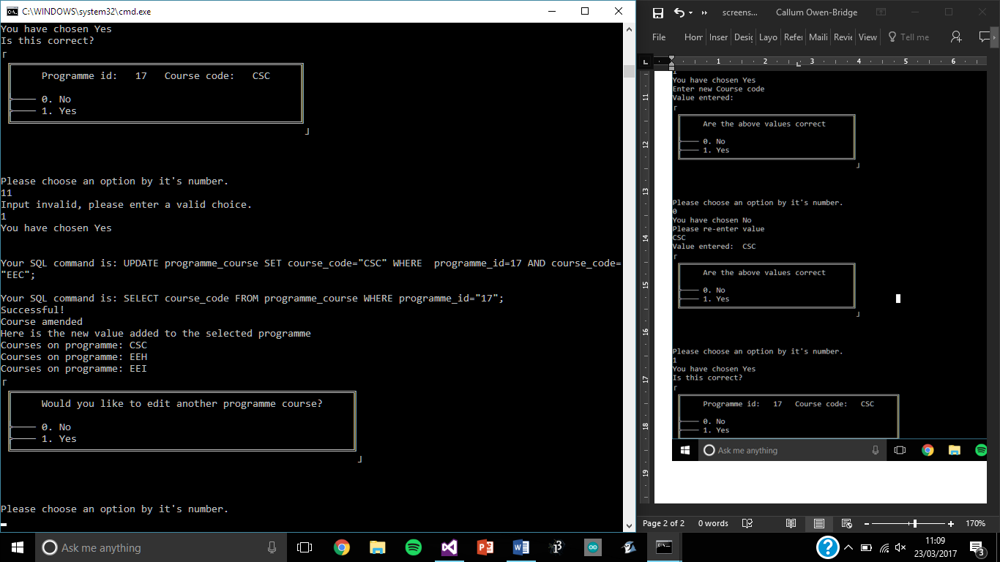 C:\WINDOWS\system32\cmd.exe
You have chosen Yes
Is this correct?
Programme id: 17 Course code: CSC
0. No
1. Yes
Please choose an option by it's number.
11
Input invalid, please enter a valid choice.
1
You have chosen Yes
Your SQL command is: UPDATE programme_course SET course_code="CSC" WHERE  programme_id=17 AND course_code=
"EEC";
Your SQL command is: SELECT course_code FROM programme_course WHERE programme_id="17";
Successful!
Course amended
Here is the new value added to the selected programme
Courses on programme: CSC
Courses on programme: EEH
Courses on programme: EEI
Would you like to edit another programme course?
0. No
1. Yes
Please choose an option by it's number.
screens... Callum Owen-Bridge
File Hor Inser Desig Layo Refer Maili Revie View Tell me
1 2 3 4 5 6
11
12
13
14
15
16
17
18
19
You have chosen Yes
Enter new Course code
Value entered:
Are the above values correct
0. No
1. Yes
Please choose an option by it's number.
0
You have chosen No
Please re-enter value
CSC
Value entered:  CSC
Are the above values correct
0. No
1. Yes
Please choose an option by it's number.
1
You have chosen Yes
Is this correct?
Programme id: 17 Course code: CSC
0. No
1. Yes
Ask me anything
Page 2 of 2 0 words 170%
Ask me anything
11:09
23/03/2017
3